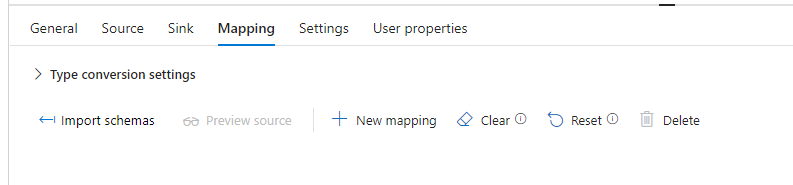 General Source Sink Mapping Settings User properties
Type conversion settings
Import schemas Preview source New mapping Clear Reset Delete